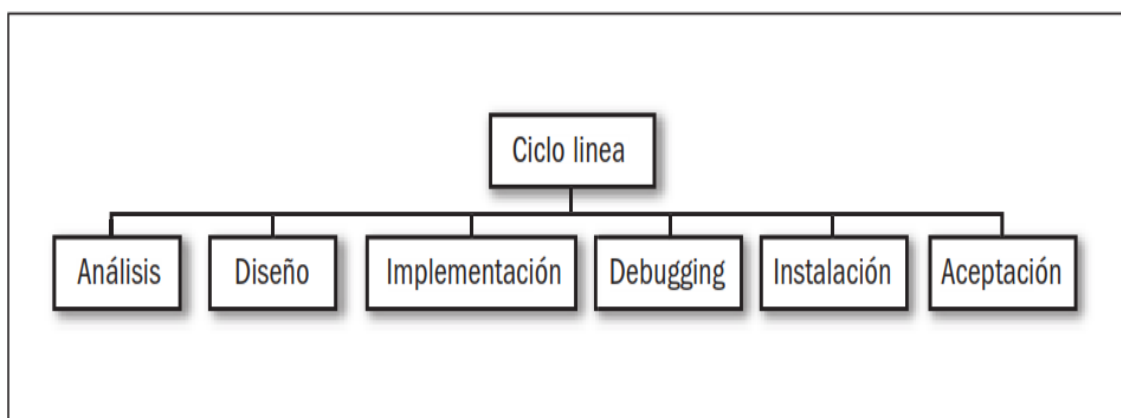 Ciclo linea
Análisis
Diseño
Implementación
Debugging
Instalación
Aceptación